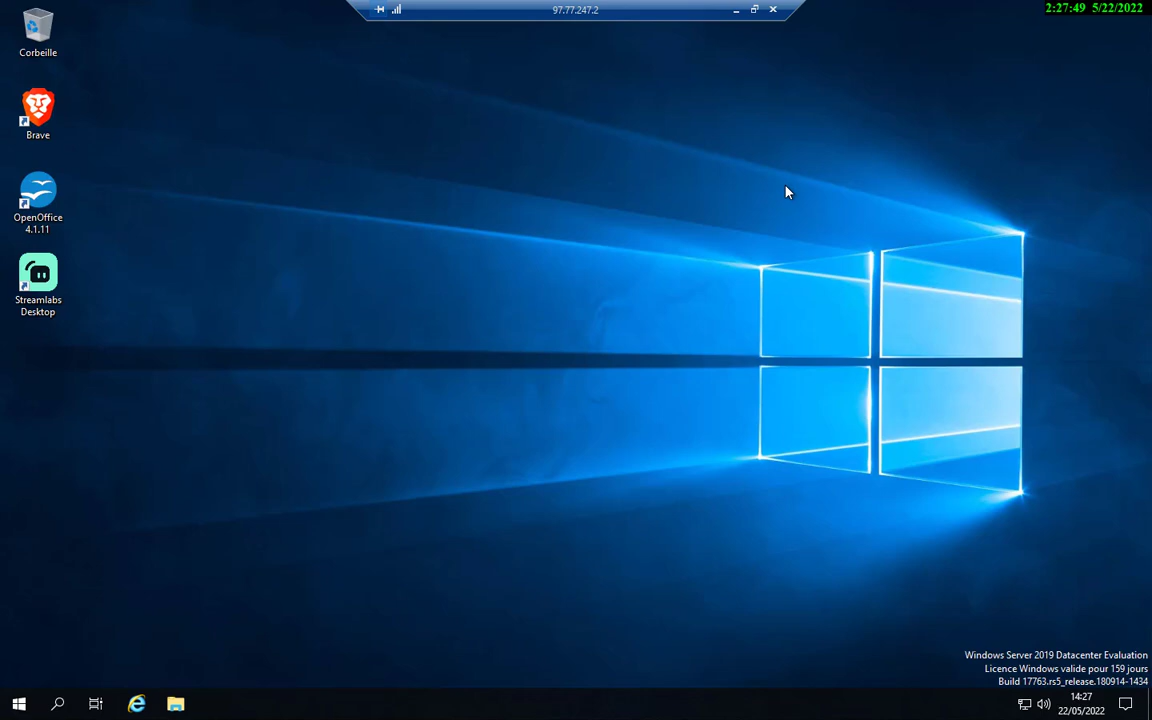 97.77.247.2
2:27:49 5/22/2022
Corbeille
Brave
OpenOffice
4.1.11
Streamlabs
Desktop
Windows Server 2019 Datacenter Evaluation
Licence Windows valide pour 159 jours
Build 17763.rs5_release.180914-1434
14:27
22/05/2022